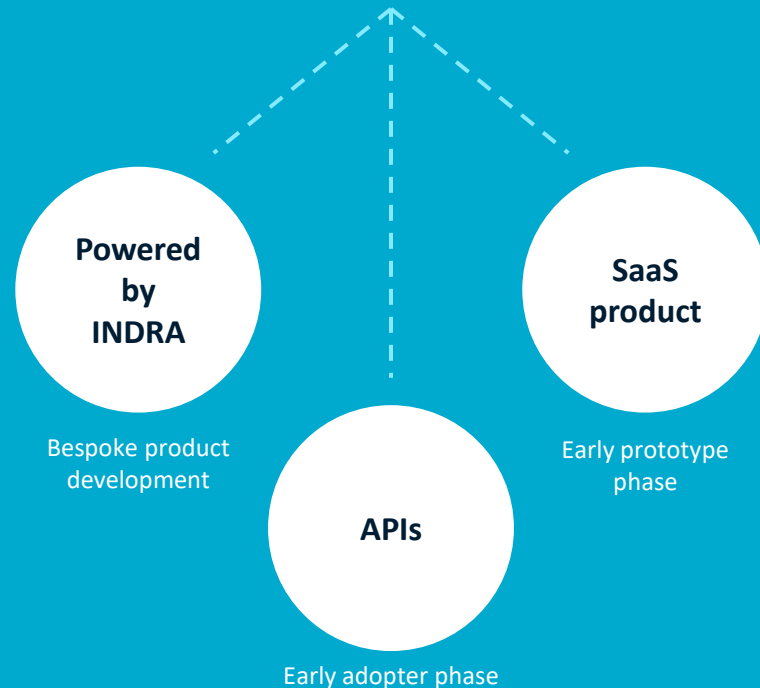 Powered
by
INDRA
Bespoke product
development
APIs
Early adopter phase
SaaS
product
Early prototype
phase